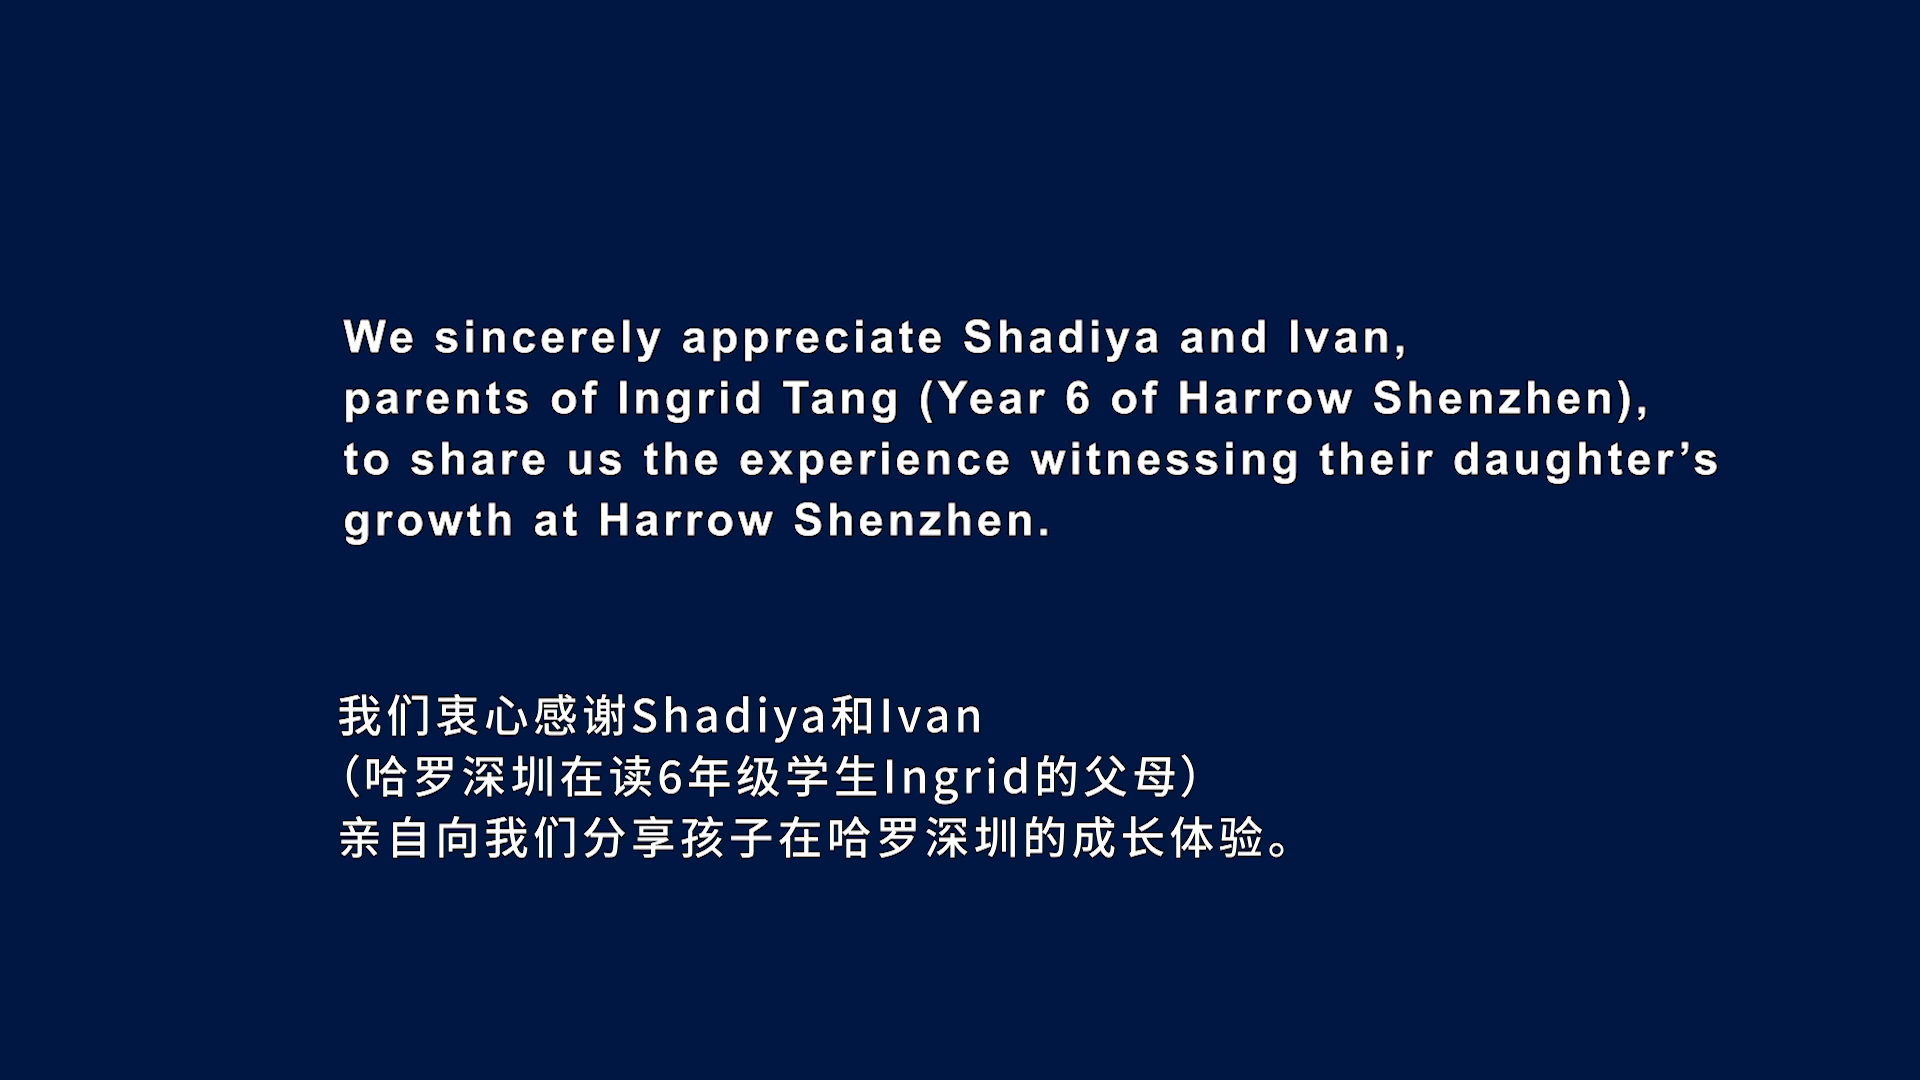 We sincerely appreciate Shadiya and Ivan,
parents of Ingrid Tang (Year 6 of Harrow Shenzhen),
to share us the experience witnessing their daughter’s
growth at Harrow Shenzhen.
我们衷心感谢Shadiya和Ivan
（哈罗深圳在读6年级学生Ingrid的父母）
亲自向我们分享孩子在哈罗深圳的成长体验。